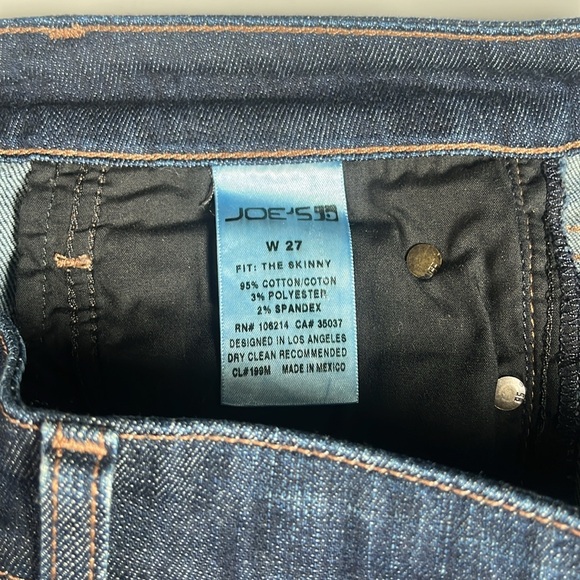 JOE'S
W 27
FIT: THE SKINNY
95% COTTON/COTON
3% POLYESTER
2% SPANDEX
RN# 106214 CA# 35037
DESIGNED IN LOS ANGELES
DRY CLEAN RECOMMENDED
CL#199M MADE IN MEXICO